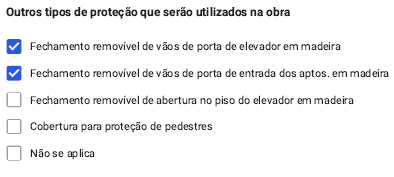 Outros tipos de proteção que serão utilizados na obra
Fechamento removível de vãos de porta de elevador em madeira
Fechamento removível de vãos de porta de entrada dos aptos. em madeira
Fechamento removível de abertura no piso do elevador em madeira
Cobertura para proteção de pedestres
Não se aplica